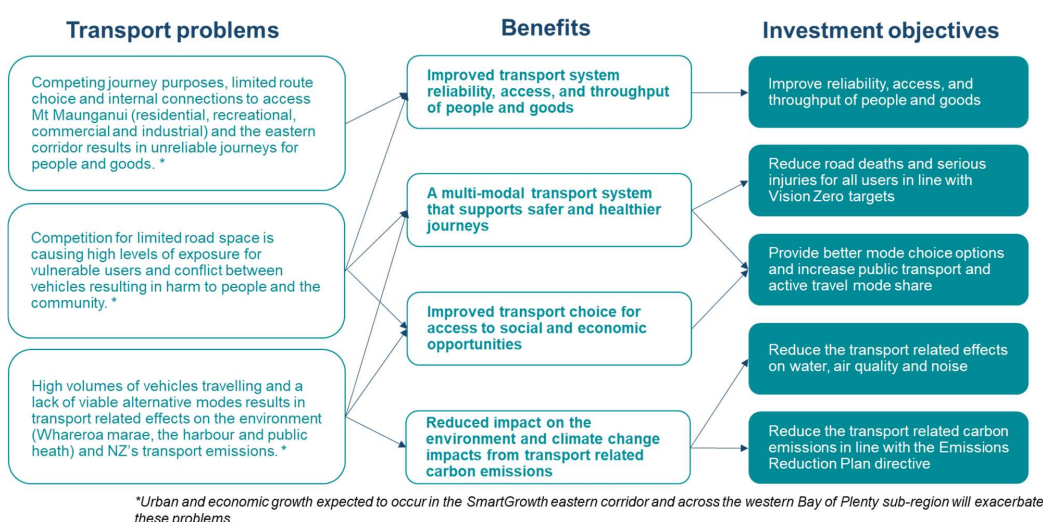 Transport problems
Competing journey purposes, limited route
choice and internal connections to access
Mt Maunganui (residential, recreational,
commercial and industrial) and the eastern
corridor results in unreliable journeys for
people and goods. *
Competition for limited road space is
causing high levels of exposure for
vulnerable users and conflict between
vehicles resulting in harm to people and the
community. *
High volumes of vehicles travelling and a
lack of viable alternative modes results in
transport related effects on the environment
(Whareroa marae, the harbour and public
heath) and NZ's transport emissions. *
Benefits
Improved transport system
reliability, access, and throughput
of people and goods
A multi-modal transport system
that supports safer and healthier
journeys
Improved transport choice for
access to social and economic
opportunities
Reduced impact on the
environment and climate change
impacts from transport related
carbon emissions
Investment objectives
Improve reliability, access, and
throughput of people and goods
Reduce road deaths and serious
injuries for all users in line with
Vision Zero targets
Provide better mode choice options
and increase public transport and
active travel mode share
Reduce the transport related effects
on water, air quality and noise
Reduce the transport related carbon
emissions in line with the Emissions
Reduction Plan directive
*Urban and economic growth expected to occur in the SmartGrowth eastern corridor and across the western Bay of Plenty sub-region will exacerbate
these problems